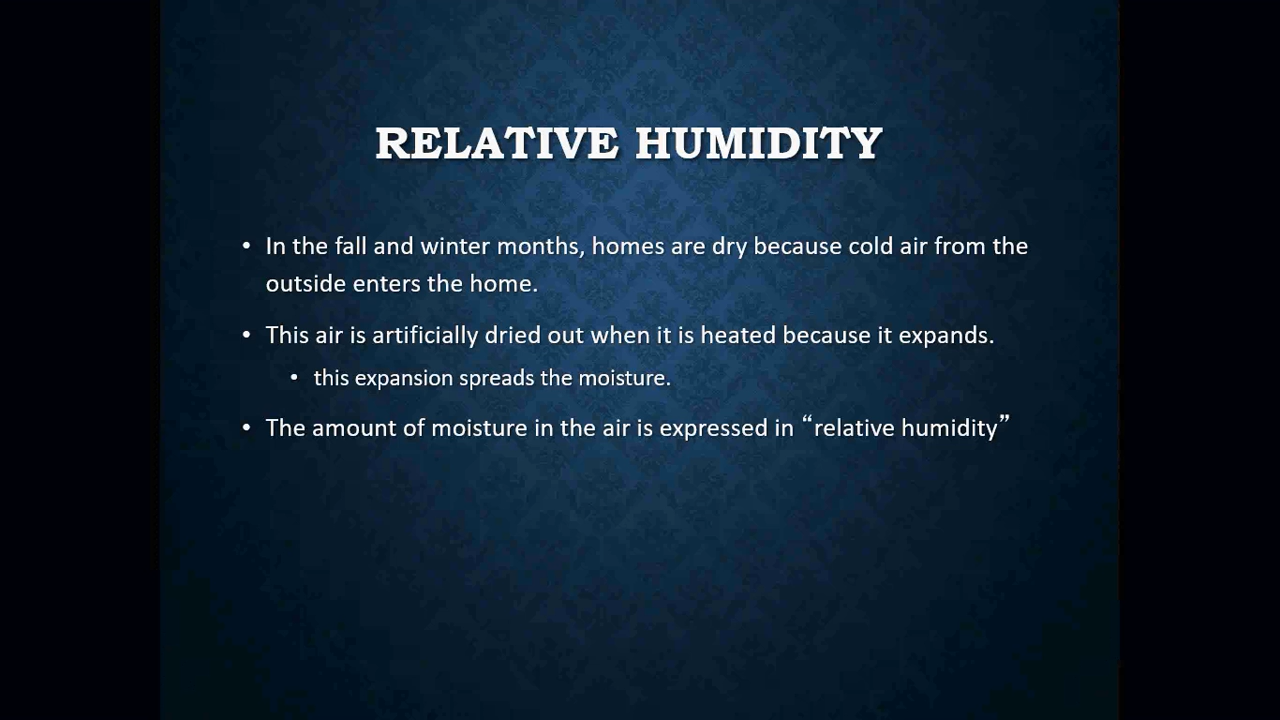 RELATIVE HUMIDITY
• In the fall and winter months, homes are dry because cold air from the
outside enters the home.
• This air is artificially dried out when it is heated because it expands.
• this expansion spreads the moisture.
• The amount of moisture in the air is expressed in “relative humidity”